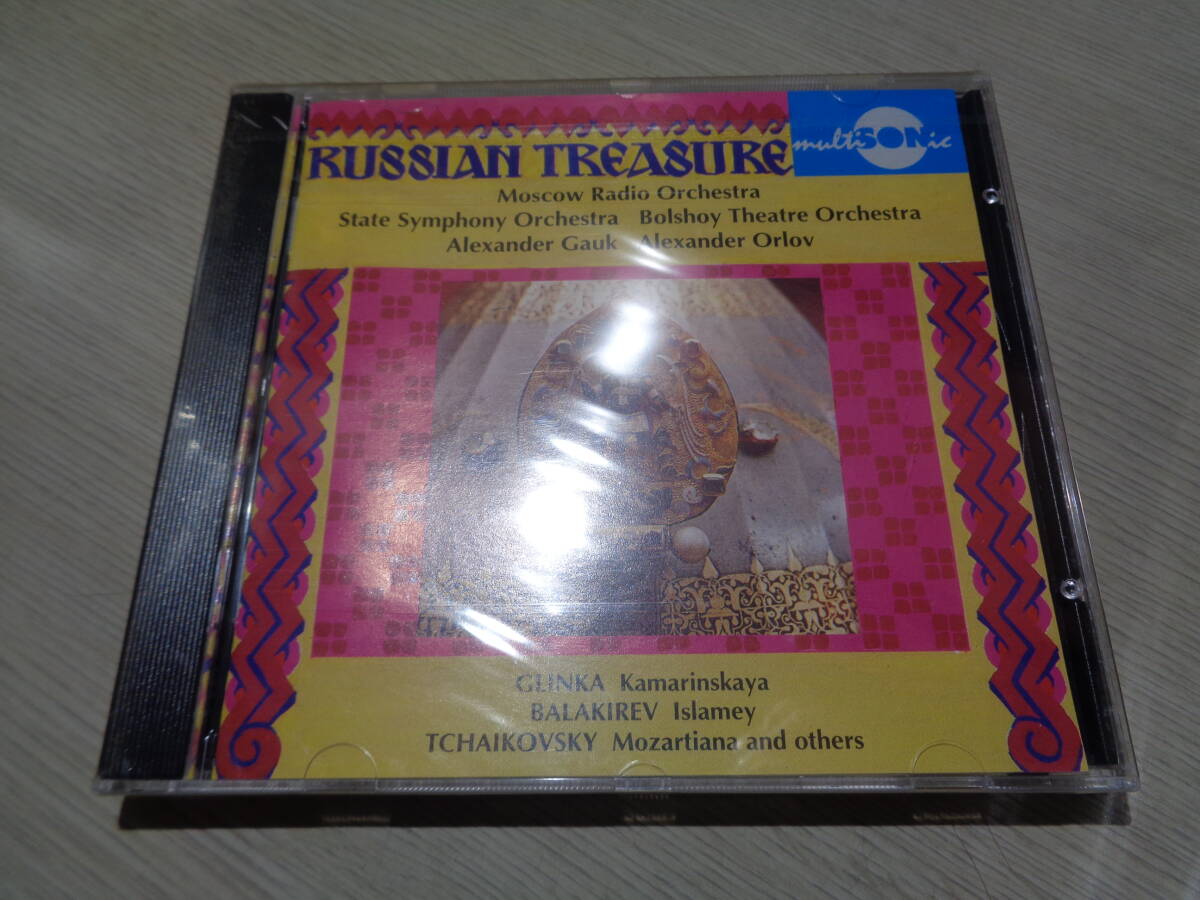 RUSSIAN TREASURE
multiSONic
Moscow Radio Orchestra
State Symphony Orchestra Bolshoy Theatre Orchestra
Alexander Gauk Alexander Orlov
GLINKA Kamarinskaya
BALAKIREV Islamey
TCHAIKOVSKY Mozartiana and others